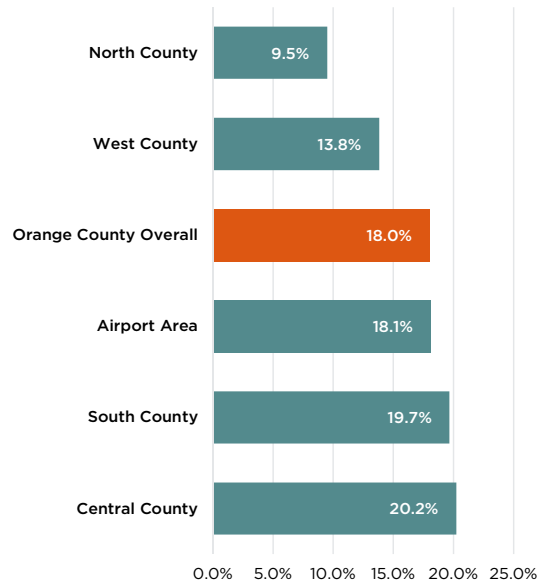 North County
9.5%
West County
13.8%
Orange County Overall
18.0%
Airport Area
18.1%
South County
19.7%
Central County
20.2%
0.0% 5.0% 10.0% 15.0% 20.0% 25.0%